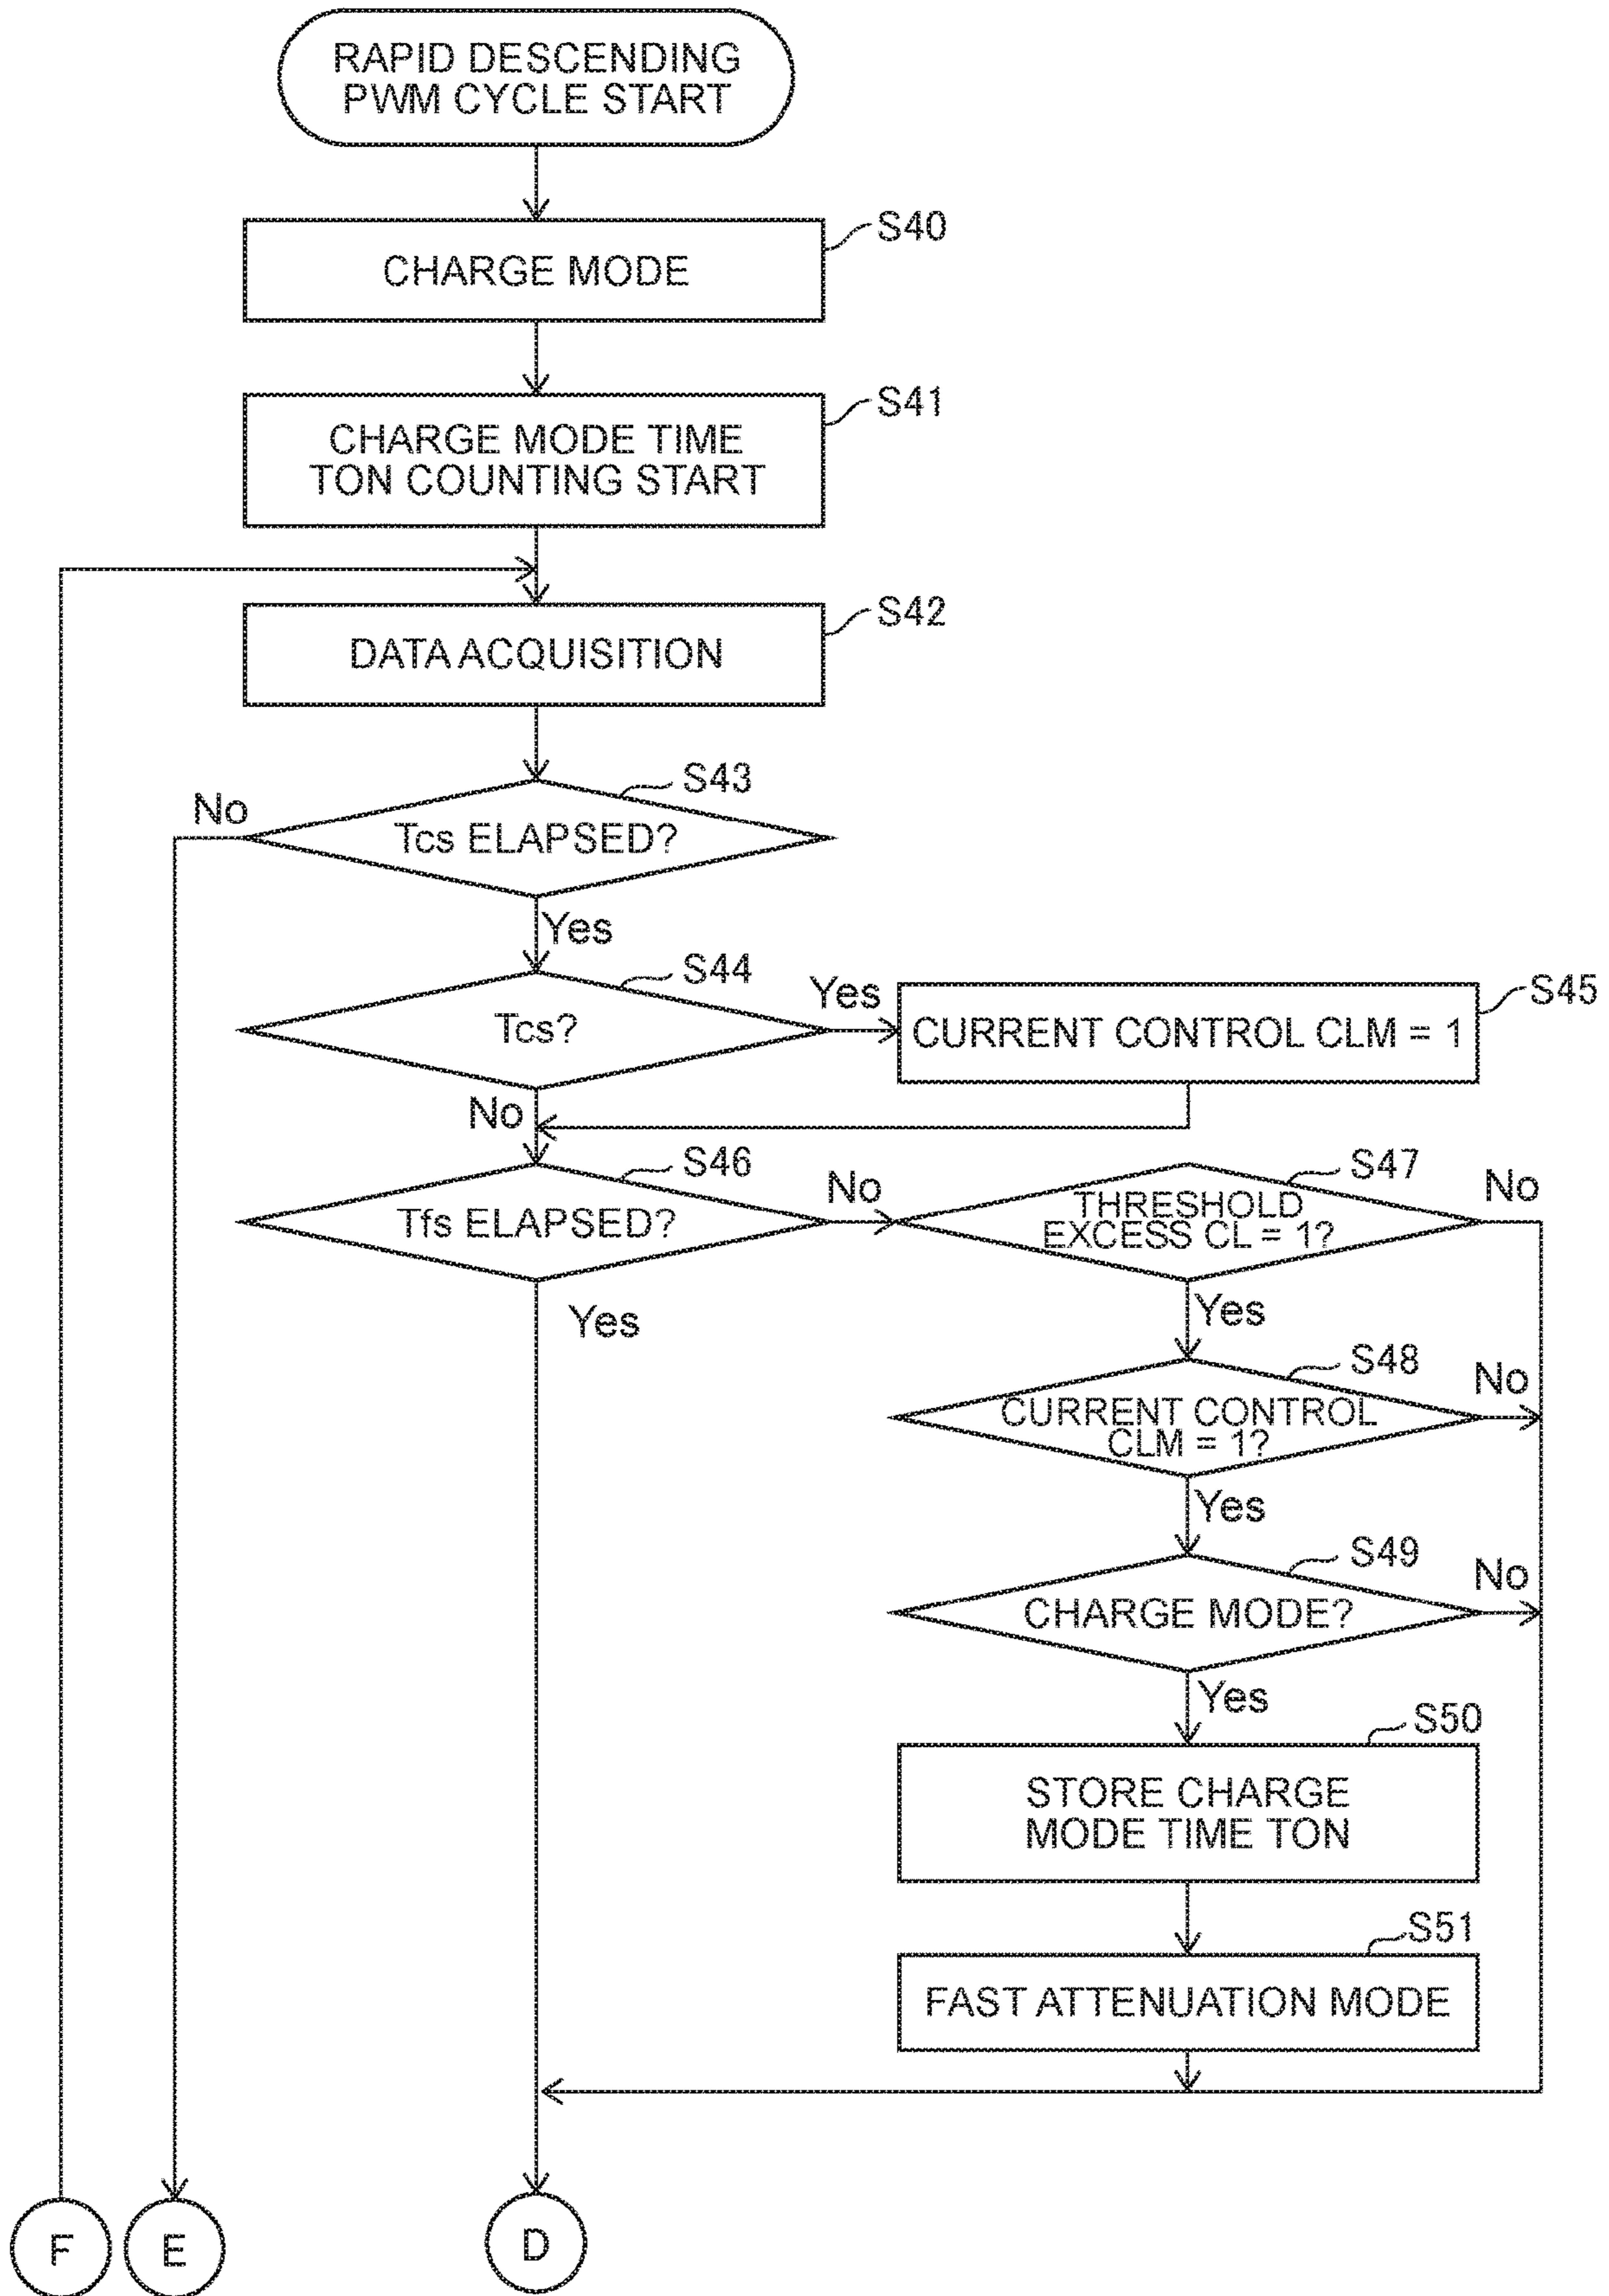 RAPID DESCENDING
PWM CYCLE START
S40
CHARGE MODE
S41
CHARGE MODE TIME
TON COUNTING START
S42
DATA ACQUISITION
S43
No
Tcs ELAPSED?
Yes
S44
Tcs?
Yes
S45
CURRENT CONTROL CLM = 1
No
S46
Tfs ELAPSED?
No
S47
THRESHOLD
EXCESS CL = 1?
No
Yes
Yes
S48
CURRENT CONTROL
CLM = 1?
No
Yes
S49
CHARGE MODE?
No
Yes
S50
STORE CHARGE
MODE TIME TON
S51
FAST ATTENUATION MODE
F
E
D